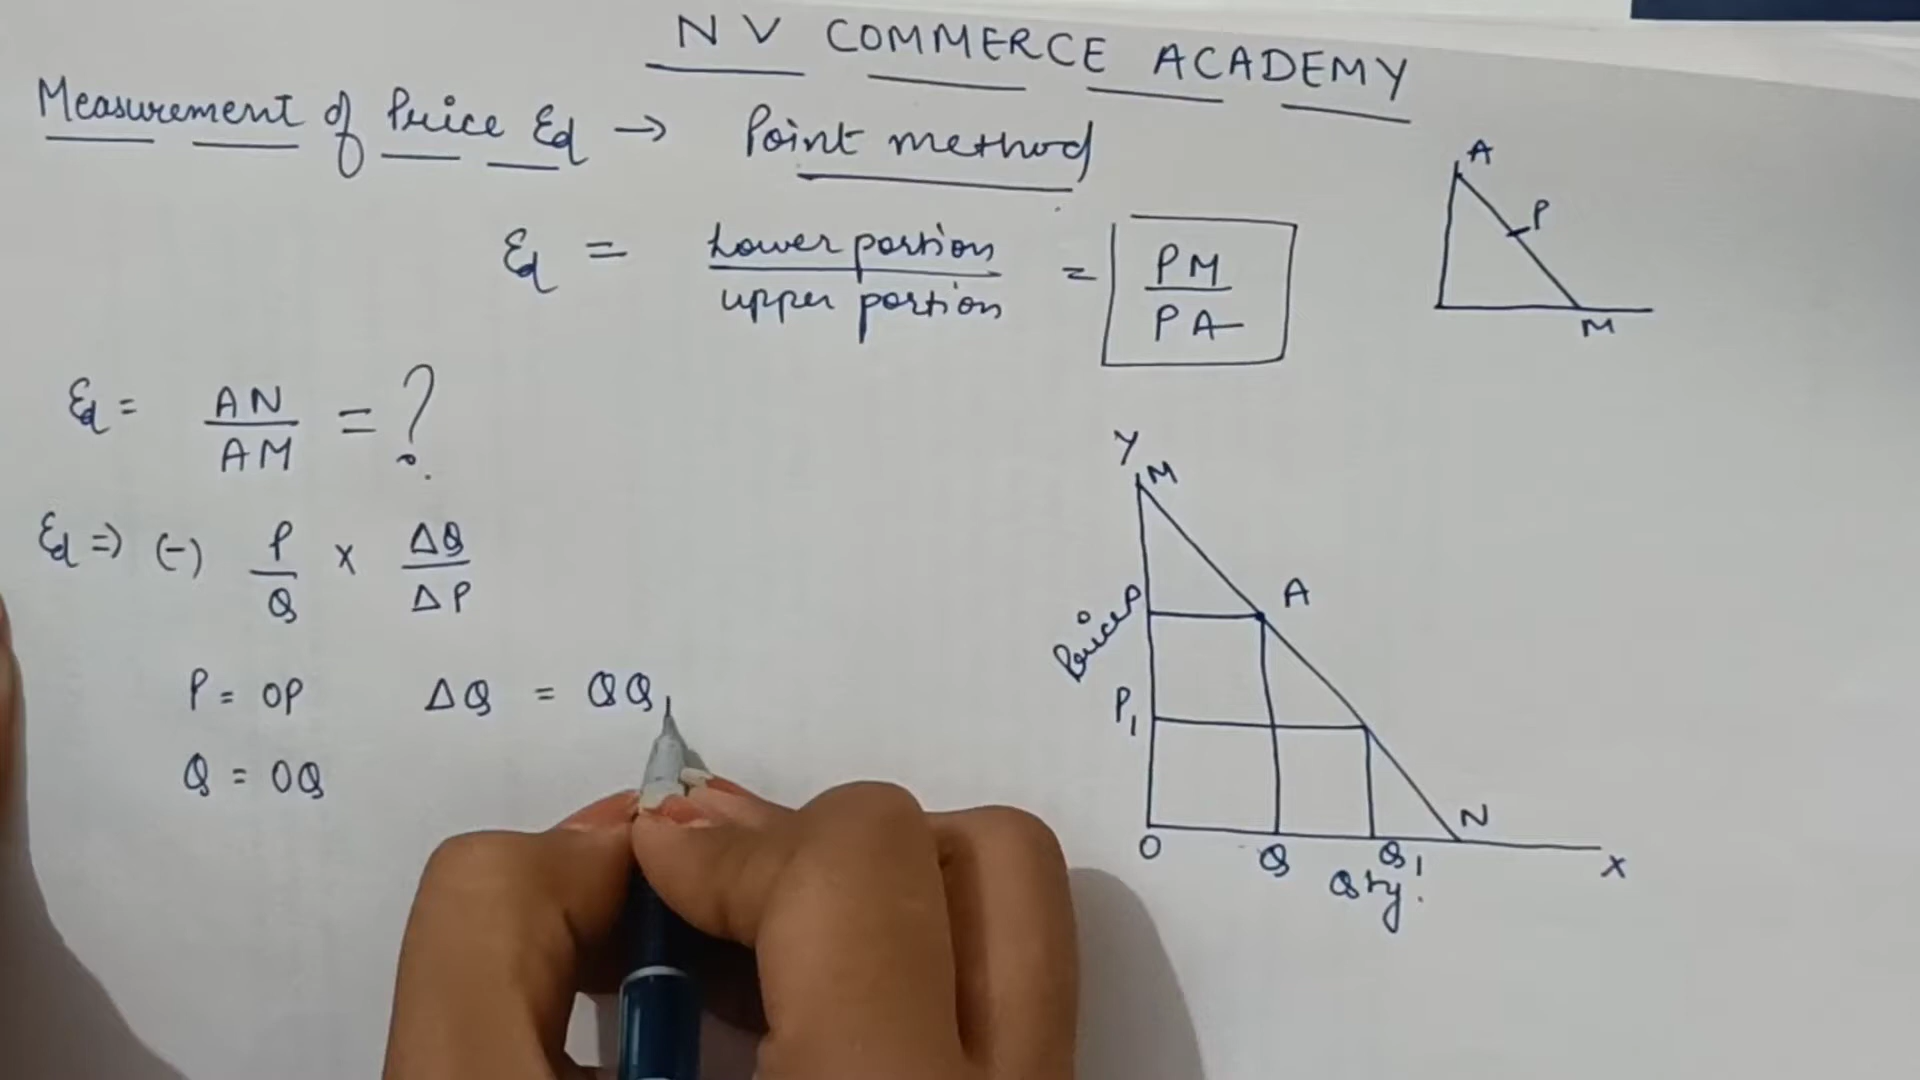 N V COMMERCE ACADEMY
Measurement of Price Ed → Point method
Ed = Lower portion / upper portion = PM / PA
A
P
M
Ed = AN / AM = ?
Ed ⇒ (-) P / Q × ΔQ / ΔP
P = OP ΔQ = QQ₁
Q = OQ
Y
M
A
Price P
P₁
N
O Q Q₁ X
Qty.